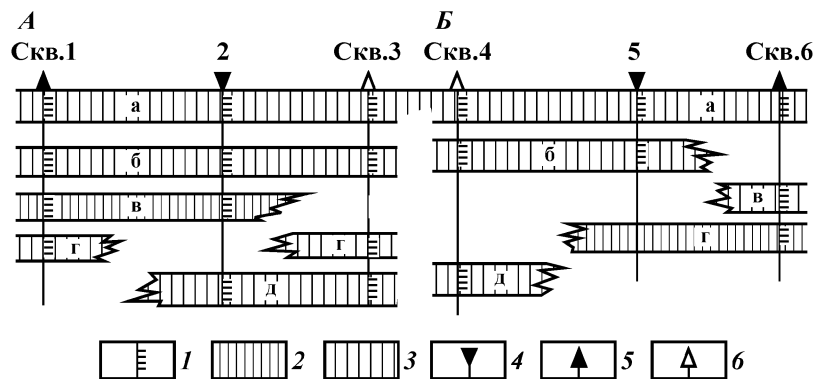 А Б
Скв.1 2 Скв.3 Скв.4 5 Скв.6
а а
б б
в в
г г г
д д
1 2 3 4 5 6